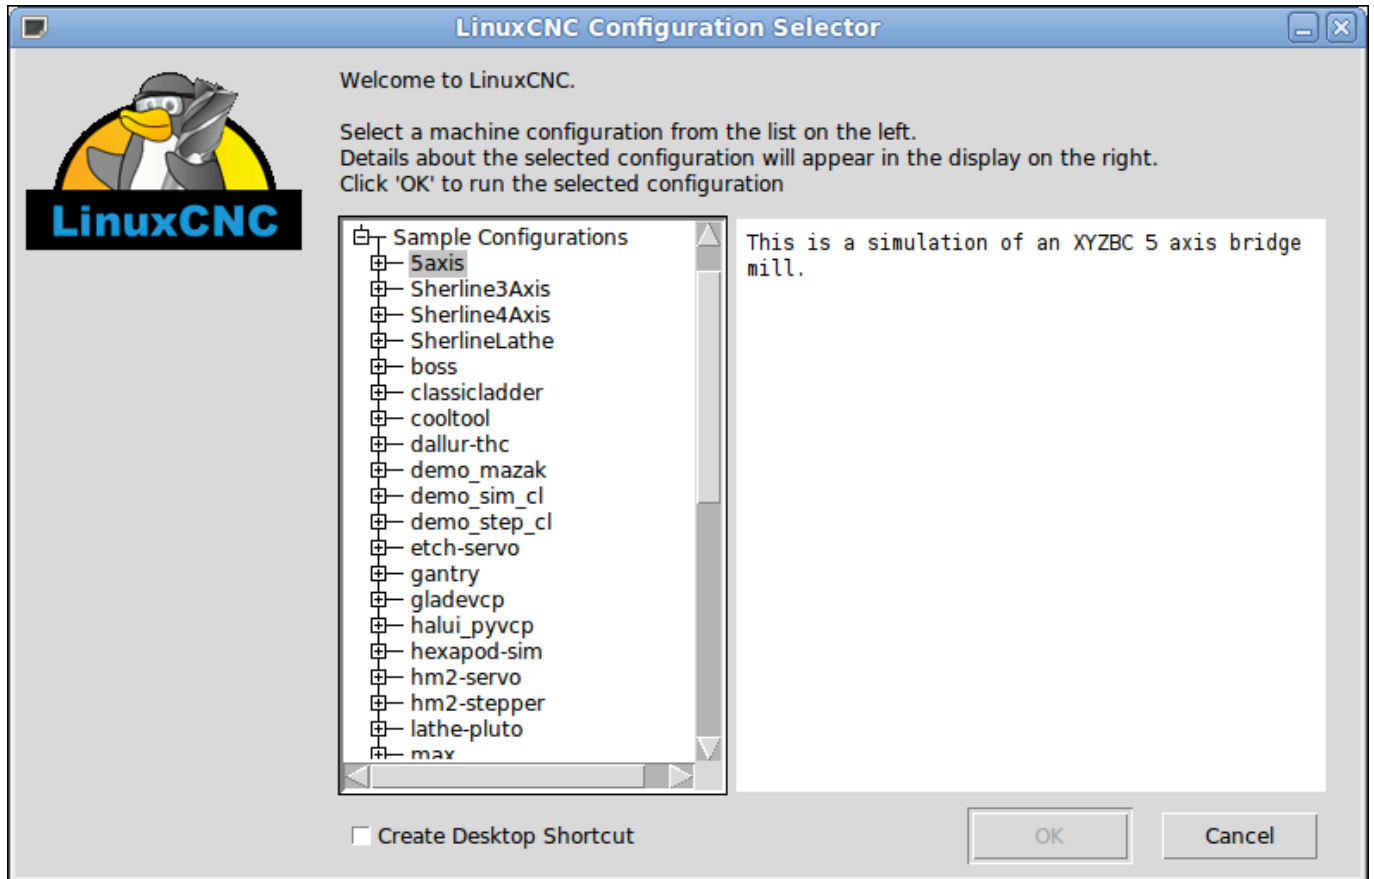 LinuxCNC Configuration Selector
LinuxCNC
Welcome to LinuxCNC.
Select a machine configuration from the list on the left.
Details about the selected configuration will appear in the display on the right.
Click 'OK' to run the selected configuration
Sample Configurations
5axis
Sherline3Axis
Sherline4Axis
SherlineLathe
boss
classicladder
cooltool
dallur-thc
demo_mazak
demo_sim_cl
demo_step_cl
etch-servo
gantry
gladevcp
halui_pyvcp
hexapod-sim
hm2-servo
hm2-stepper
lathe-pluto
max
This is a simulation of an XYZBC 5 axis bridge
mill.
Create Desktop Shortcut
OK
Cancel